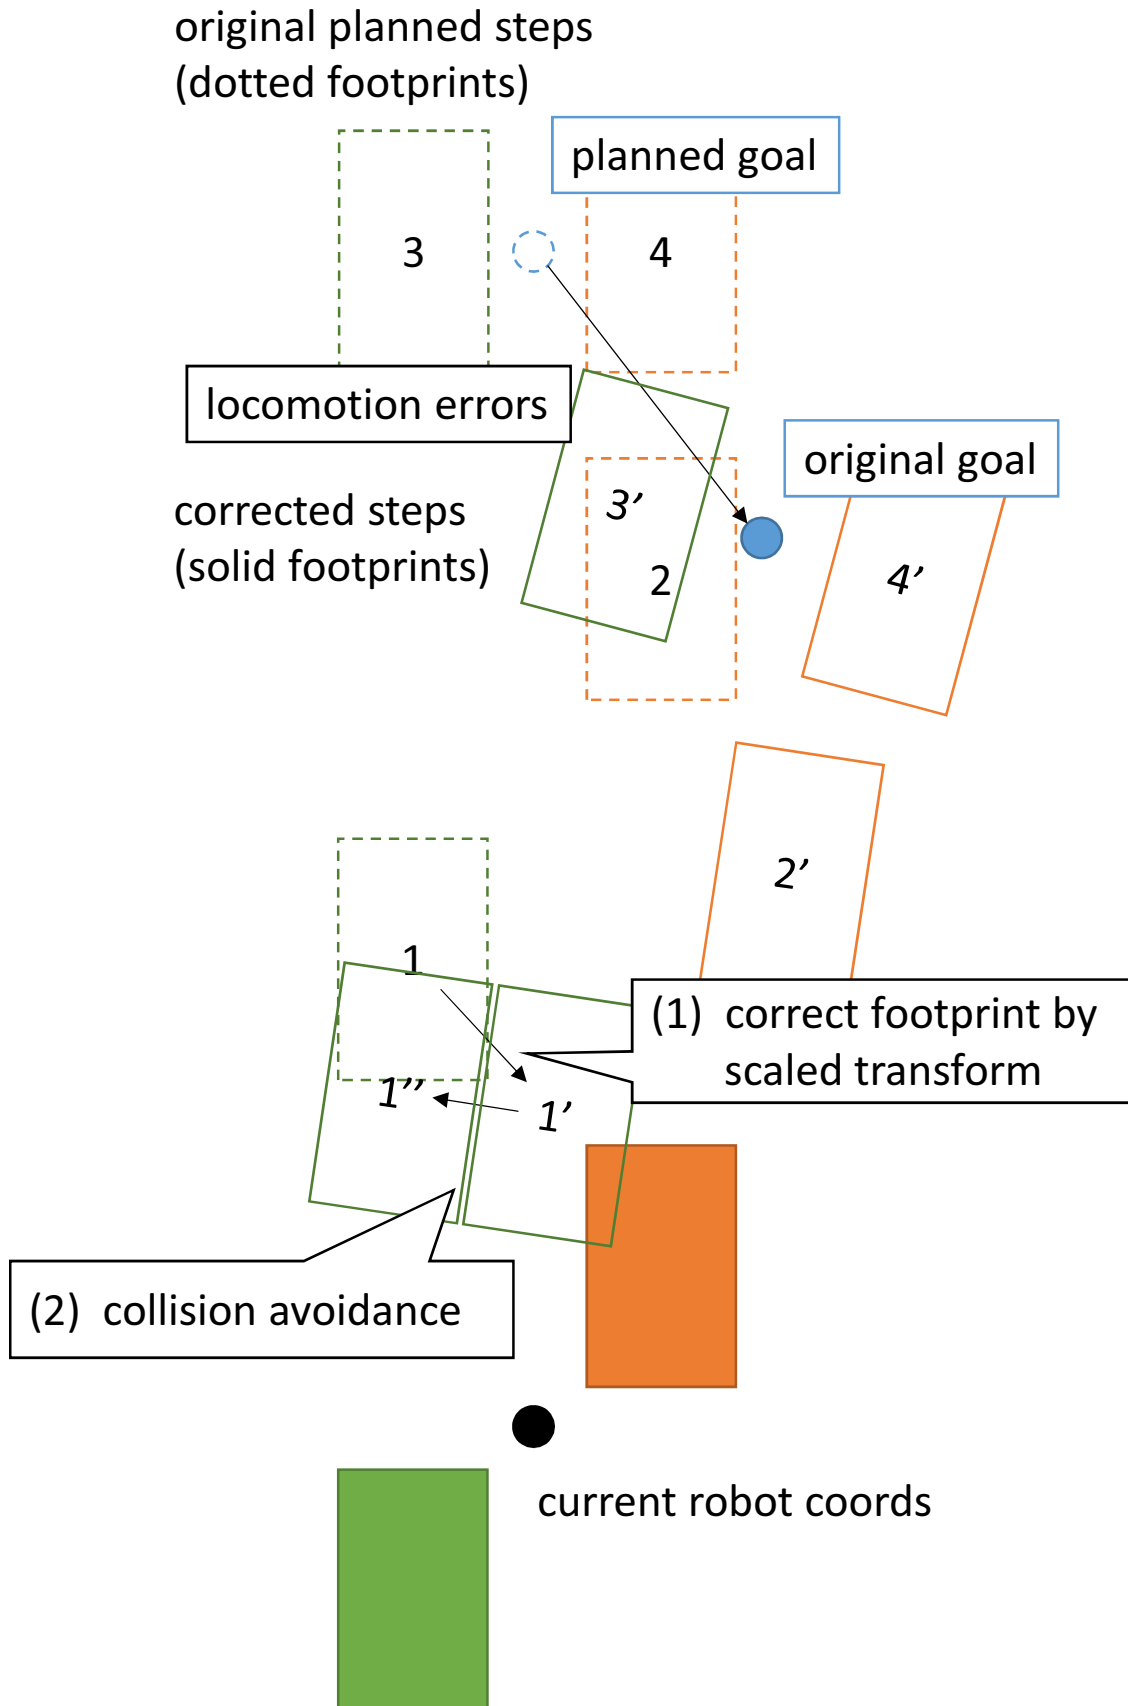 original planned steps
(dotted footprints)
planned goal
3
4
locomotion errors
original goal
corrected steps
(solid footprints)
3’
2
4’
2’
1
(1) correct footprint by
scaled transform
1’’
1’
(2) collision avoidance
current robot coords